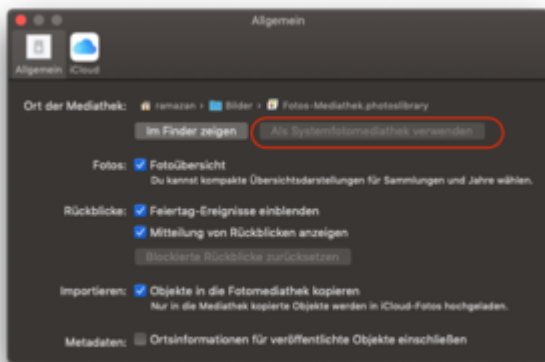 Allgemein
Allgemein iCloud
Ort der Mediathek: ramazan › Bilder › Fotos-Mediathek.photoslibrary
Im Finder zeigen Als Systemfotomediathek verwenden
Fotos: Fotoübersicht
Du kannst kompakte Übersichtsdarstellungen für Sammlungen und Jahre wählen.
Rückblicke: Feiertag-Ereignisse einblenden
Mitteilung von Rückblicken anzeigen
Blockierte Rückblicke zurücksetzen
Importieren: Objekte in die Fotomediathek kopieren
Nur in die Mediathek kopierte Objekte werden in iCloud-Fotos hochgeladen.
Metadaten: Ortsinformationen für veröffentlichte Objekte einschließen